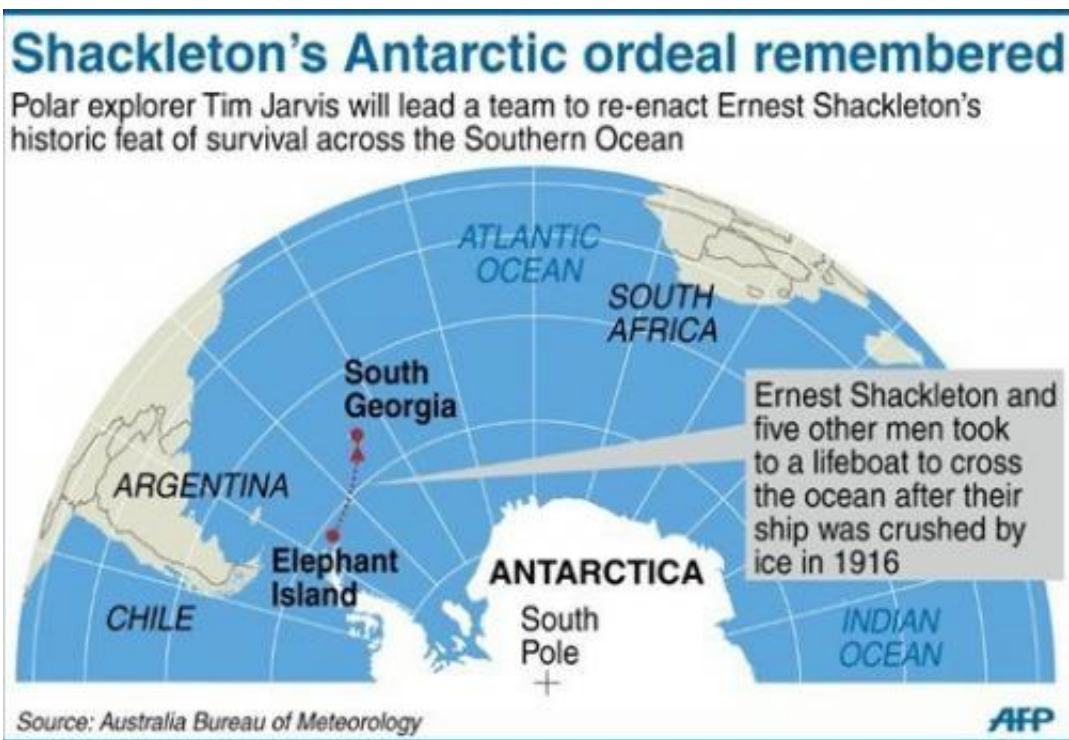 Shackleton's Antarctic ordeal remembered
Polar explorer Tim Jarvis will lead a team to re-enact Ernest Shackleton's
historic feat of survival across the Southern Ocean
ATLANTIC
OCEAN
SOUTH
AFRICA
South
Georgia
Ernest Shackleton and
five other men took
to a lifeboat to cross
the ocean after their
ship was crushed by
ice in 1916
ARGENTINA
Elephant
Island
ANTARCTICA
CHILE
South
Pole
INDIAN
OCEAN
Source: Australia Bureau of Meteorology
AFP